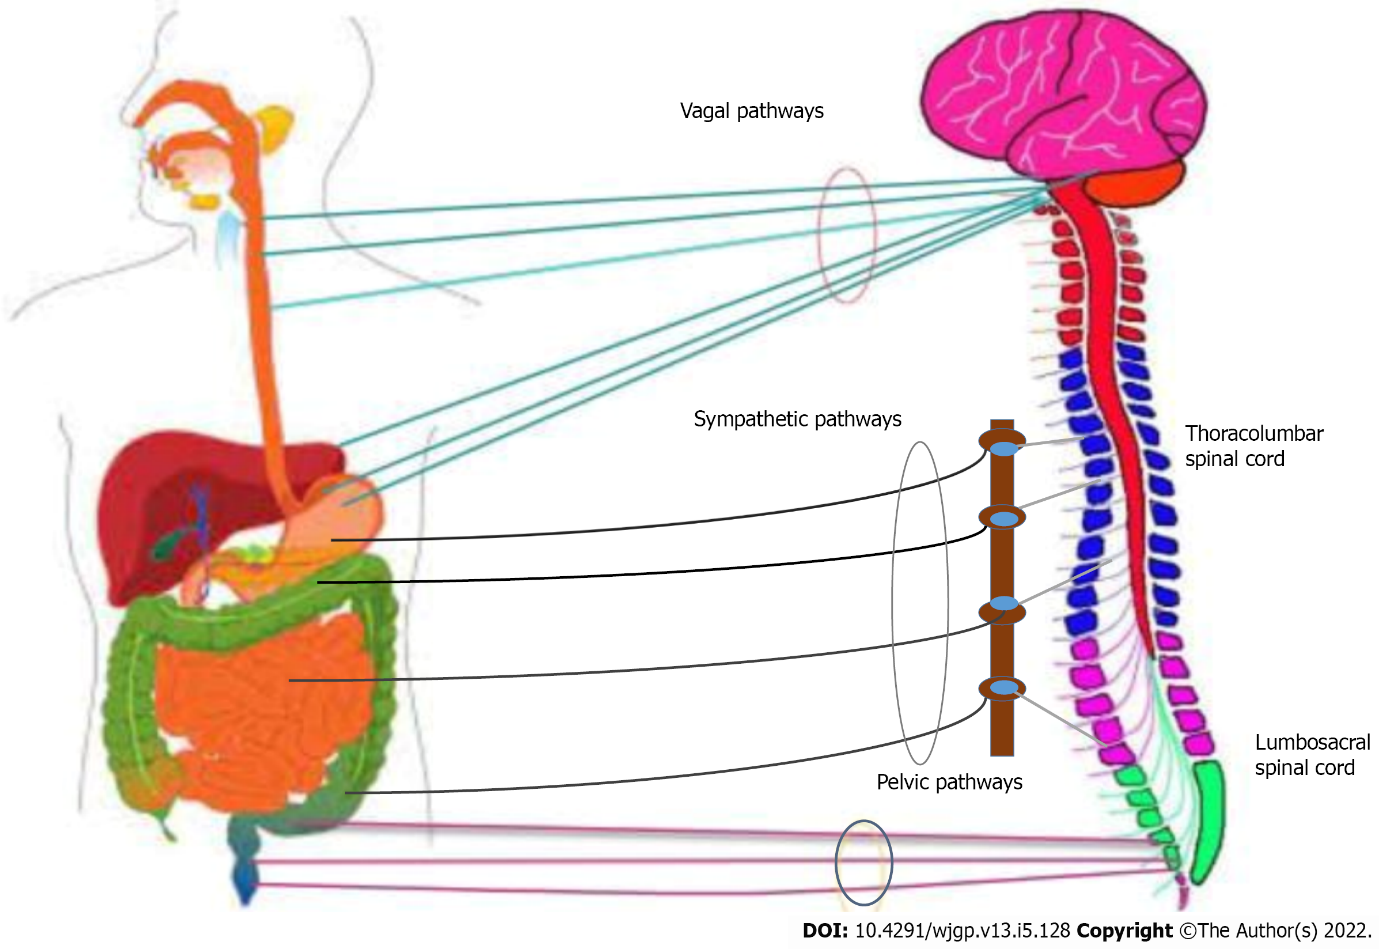 Vagal pathways
Sympathetic pathways
Thoracolumbar
spinal cord
Lumbosacral
spinal cord
Pelvic pathways
DOI: 10.4291/wjgp.v13.i5.128 Copyright ©The Author(s) 2022.